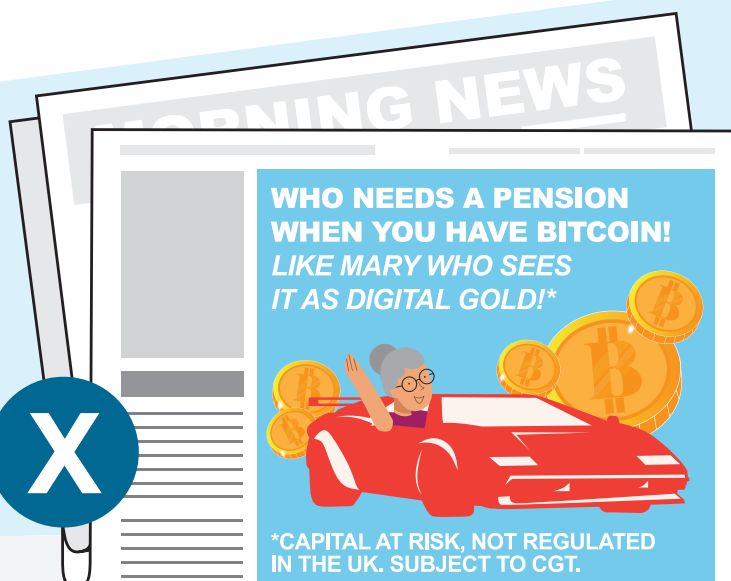 MORNING NEWS
WHO NEEDS A PENSION
WHEN YOU HAVE BITCOIN!
LIKE MARY WHO SEES
IT AS DIGITAL GOLD!*
X
*CAPITAL AT RISK, NOT REGULATED
IN THE UK. SUBJECT TO CGT.